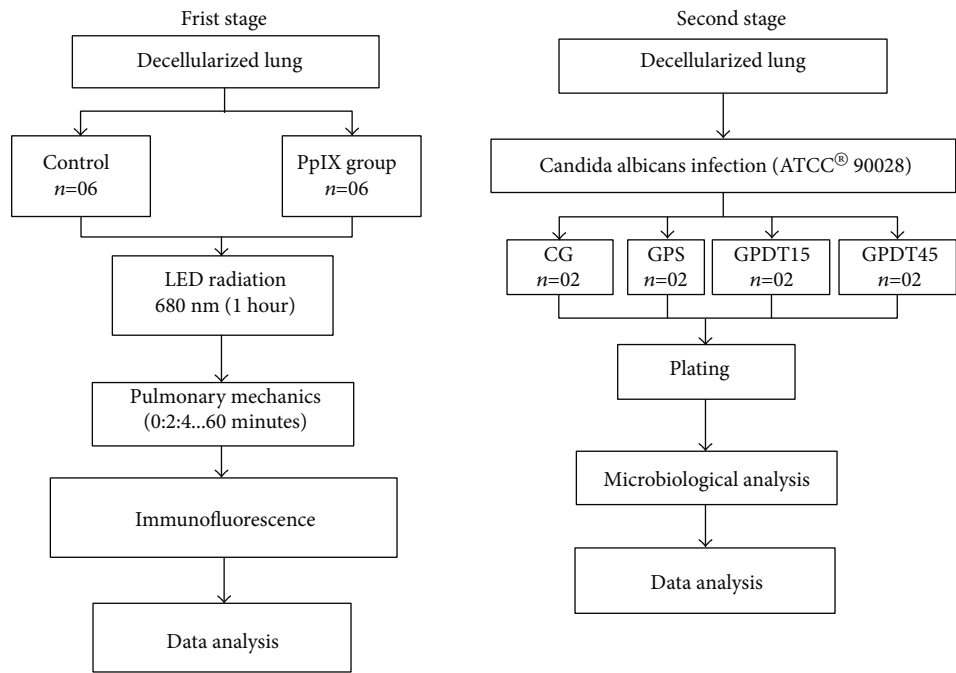 Frist stage
Decellularized lung
Control
n=06
PpIX group
n=06
LED radiation
680 nm (1 hour)
Pulmonary mechanics
(0:2:4...60 minutes)
Immunofluorescence
Data analysis
Second stage
Decellularized lung
Candida albicans infection (ATCC® 90028)
CG
n=02
GPS
n=02
GPDT15
n=02
GPDT45
n=02
Plating
Microbiological analysis
Data analysis